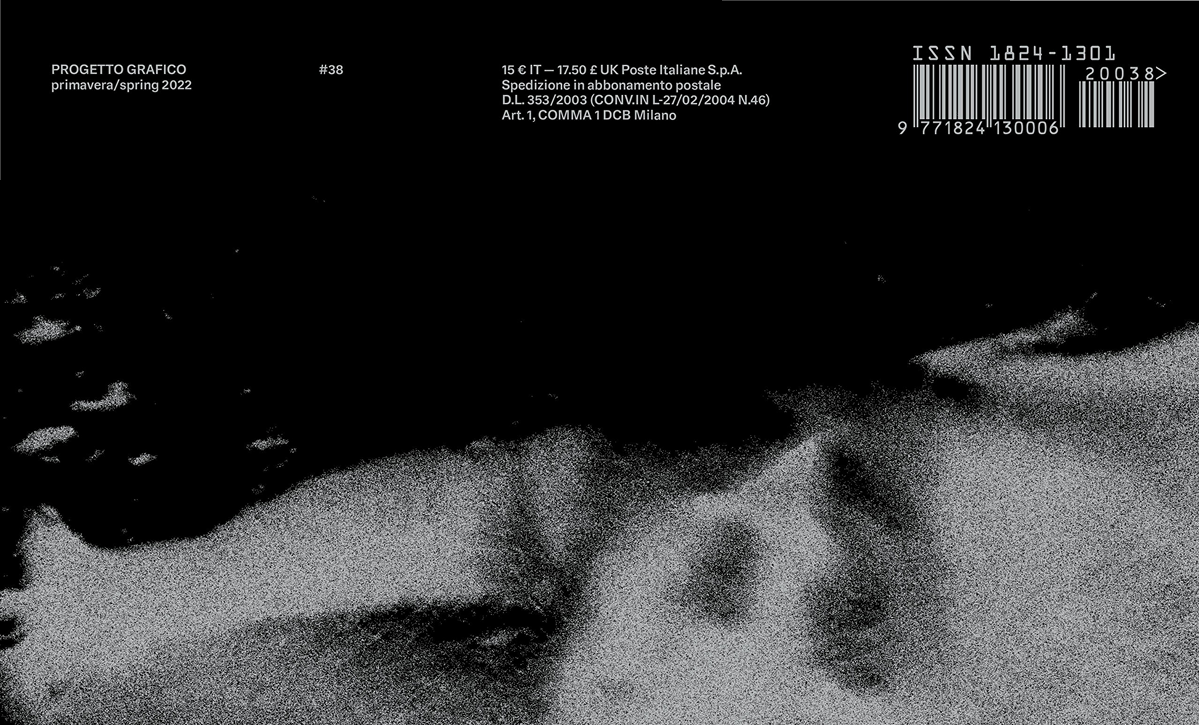 PROGETTO GRAFICO
primavera/spring 2022
#38
15 € IT — 17.50 £ UK Poste Italiane S.p.A.
Spedizione in abbonamento postale
D.L. 353/2003 (CONV.IN L-27/02/2004 N.46)
Art. 1, COMMA 1 DCB Milano
ISSN 1824-1301
20038>
9 771824 130006